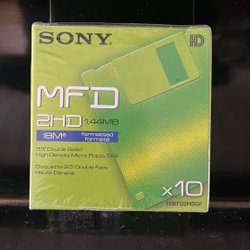 SONY
HD
MFD
2HD 1.44MB
IBM® formatted
formaté
3.5" Double Sided
High Density Micro Floppy Disk
Disquette 3.5" Double Face
Haute Densité
x10
10MFD2HDGF